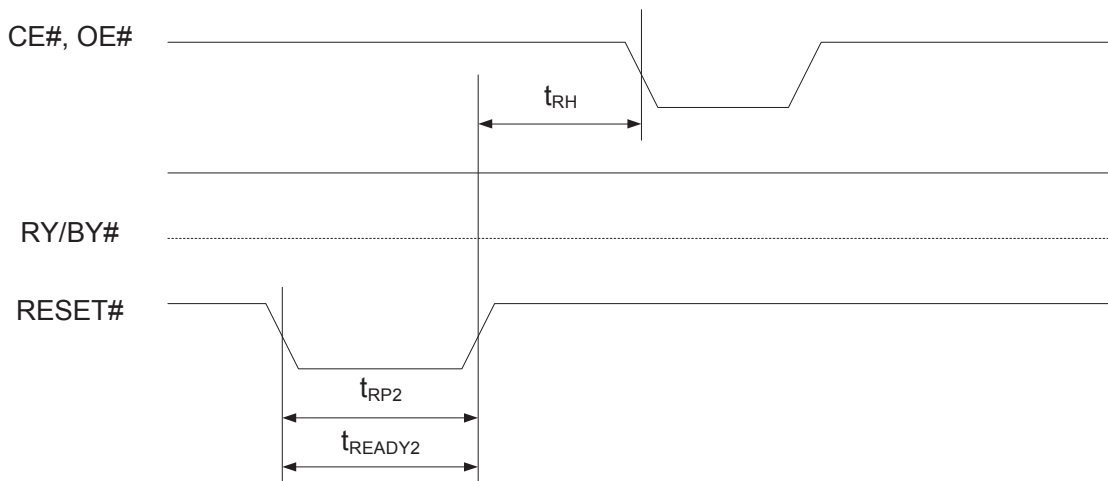 CE#, OE#
tRH
RY/BY#
RESET#
tRP2
tREADY2